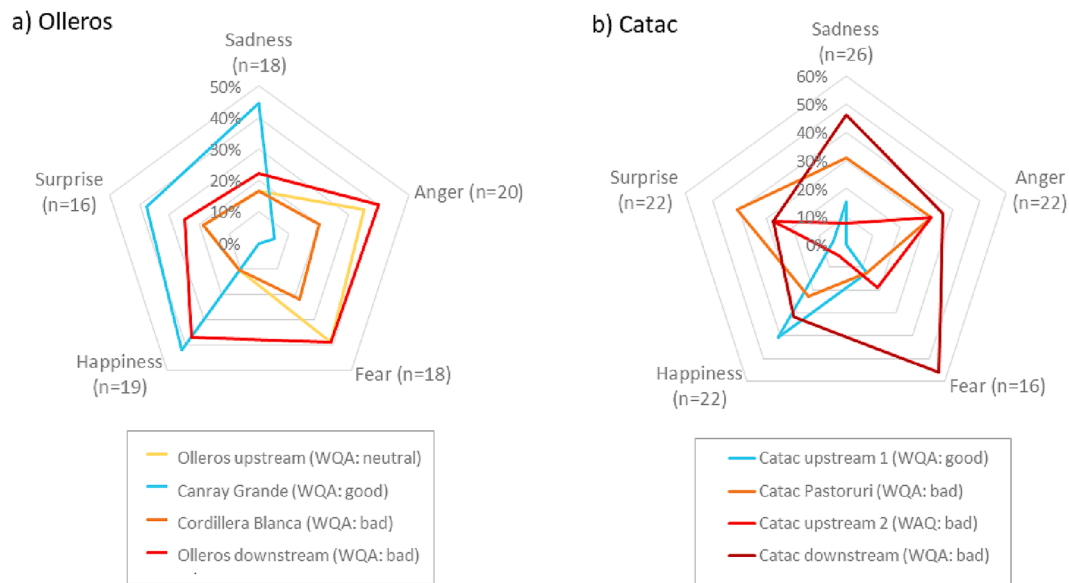 a) Olleros
Sadness
(n=18)
50%
40%
30%
20%
10%
0%
Surprise
(n=16)
Anger (n=20)
Happiness
(n=19)
Fear (n=18)
Olleros upstream (WQA: neutral)
Canray Grande (WQA: good)
Cordillera Blanca (WQA: bad)
Olleros downstream (WQA: bad)
b) Catac
Sadness
(n=26)
60%
50%
40%
30%
20%
10%
0%
Surprise
(n=22)
Anger
(n=22)
Happiness
(n=22)
Fear (n=16)
Catac upstream 1 (WQA: good)
Catac Pastoruri (WQA: bad)
Catac upstream 2 (WAQ: bad)
Catac downstream (WQA: bad)